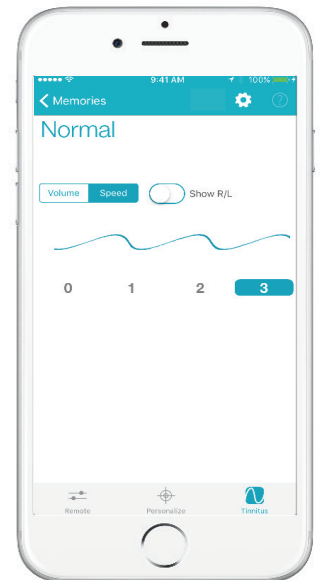 9:41 AM 100%
Memories
Normal
Volume Speed Show R/L
0 1 2 3
Remote Personalize Tinnitus